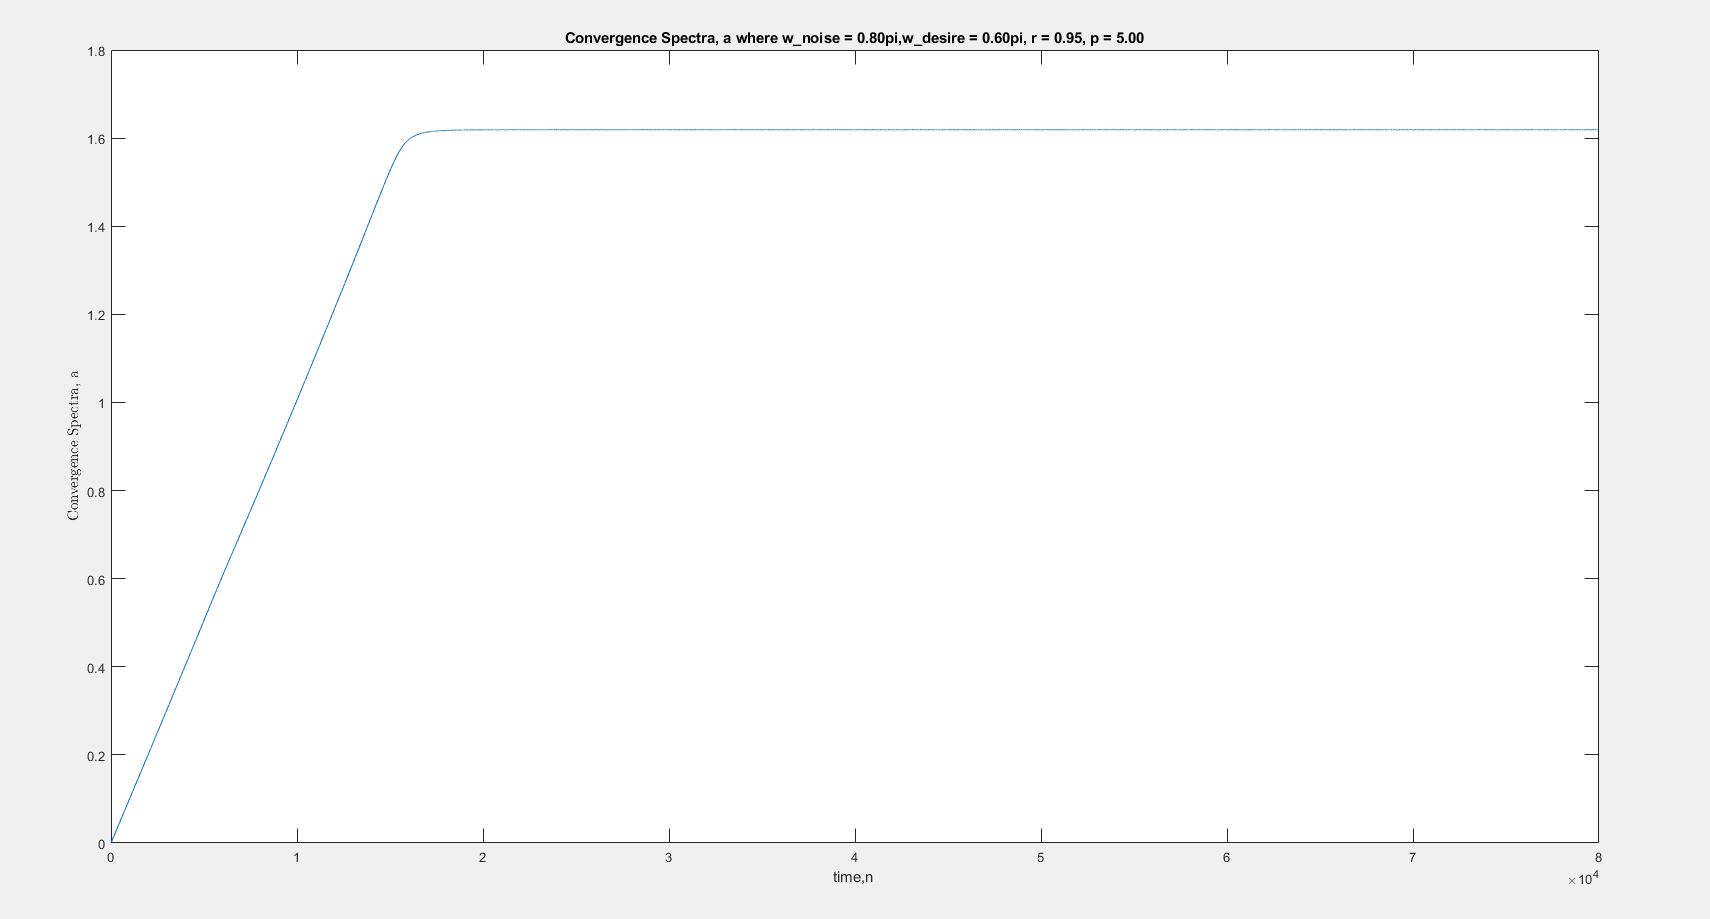 Convergence Spectra, a where w_noise = 0.80pi,w_desire = 0.60pi, r = 0.95, p = 5.00
1.8
1.6
1.4
1.2
1
0.8
0.6
0.4
0.2
0
Convergence Spectra, a
0 1 2 3 4 5 6 7 8
time,n
×10⁴